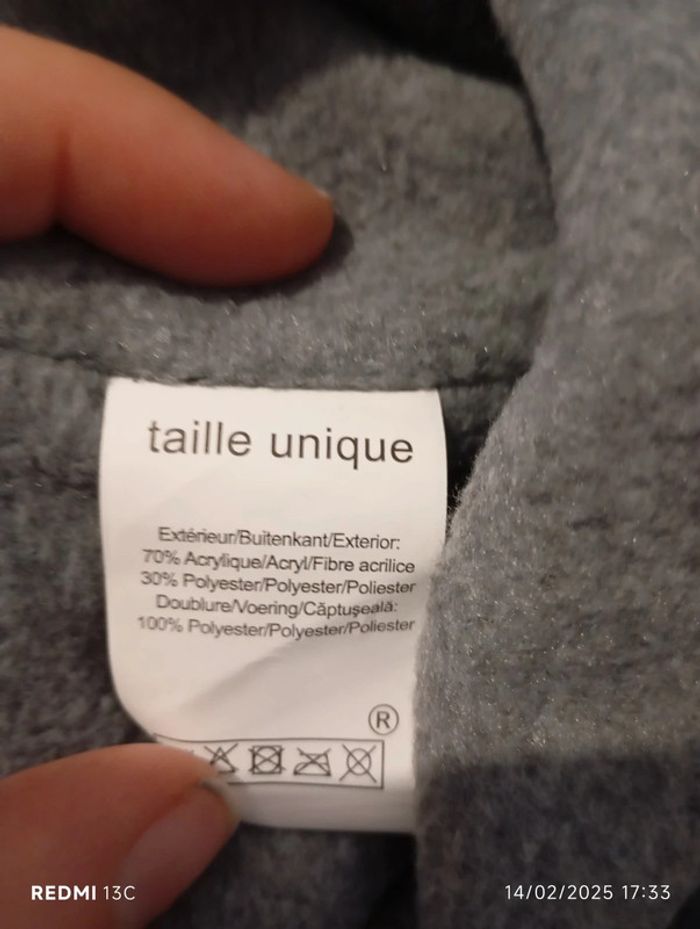 taille unique
Extérieur/Buitenkant/Exterior:
70% Acrylique/Acryl/Fibre acrilice
30% Polyester/Polyester/Poliester
Doublure/Voering/Căptușeală:
100% Polyester/Polyester/Poliester
®
REDMI 13C
14/02/2025 17:33